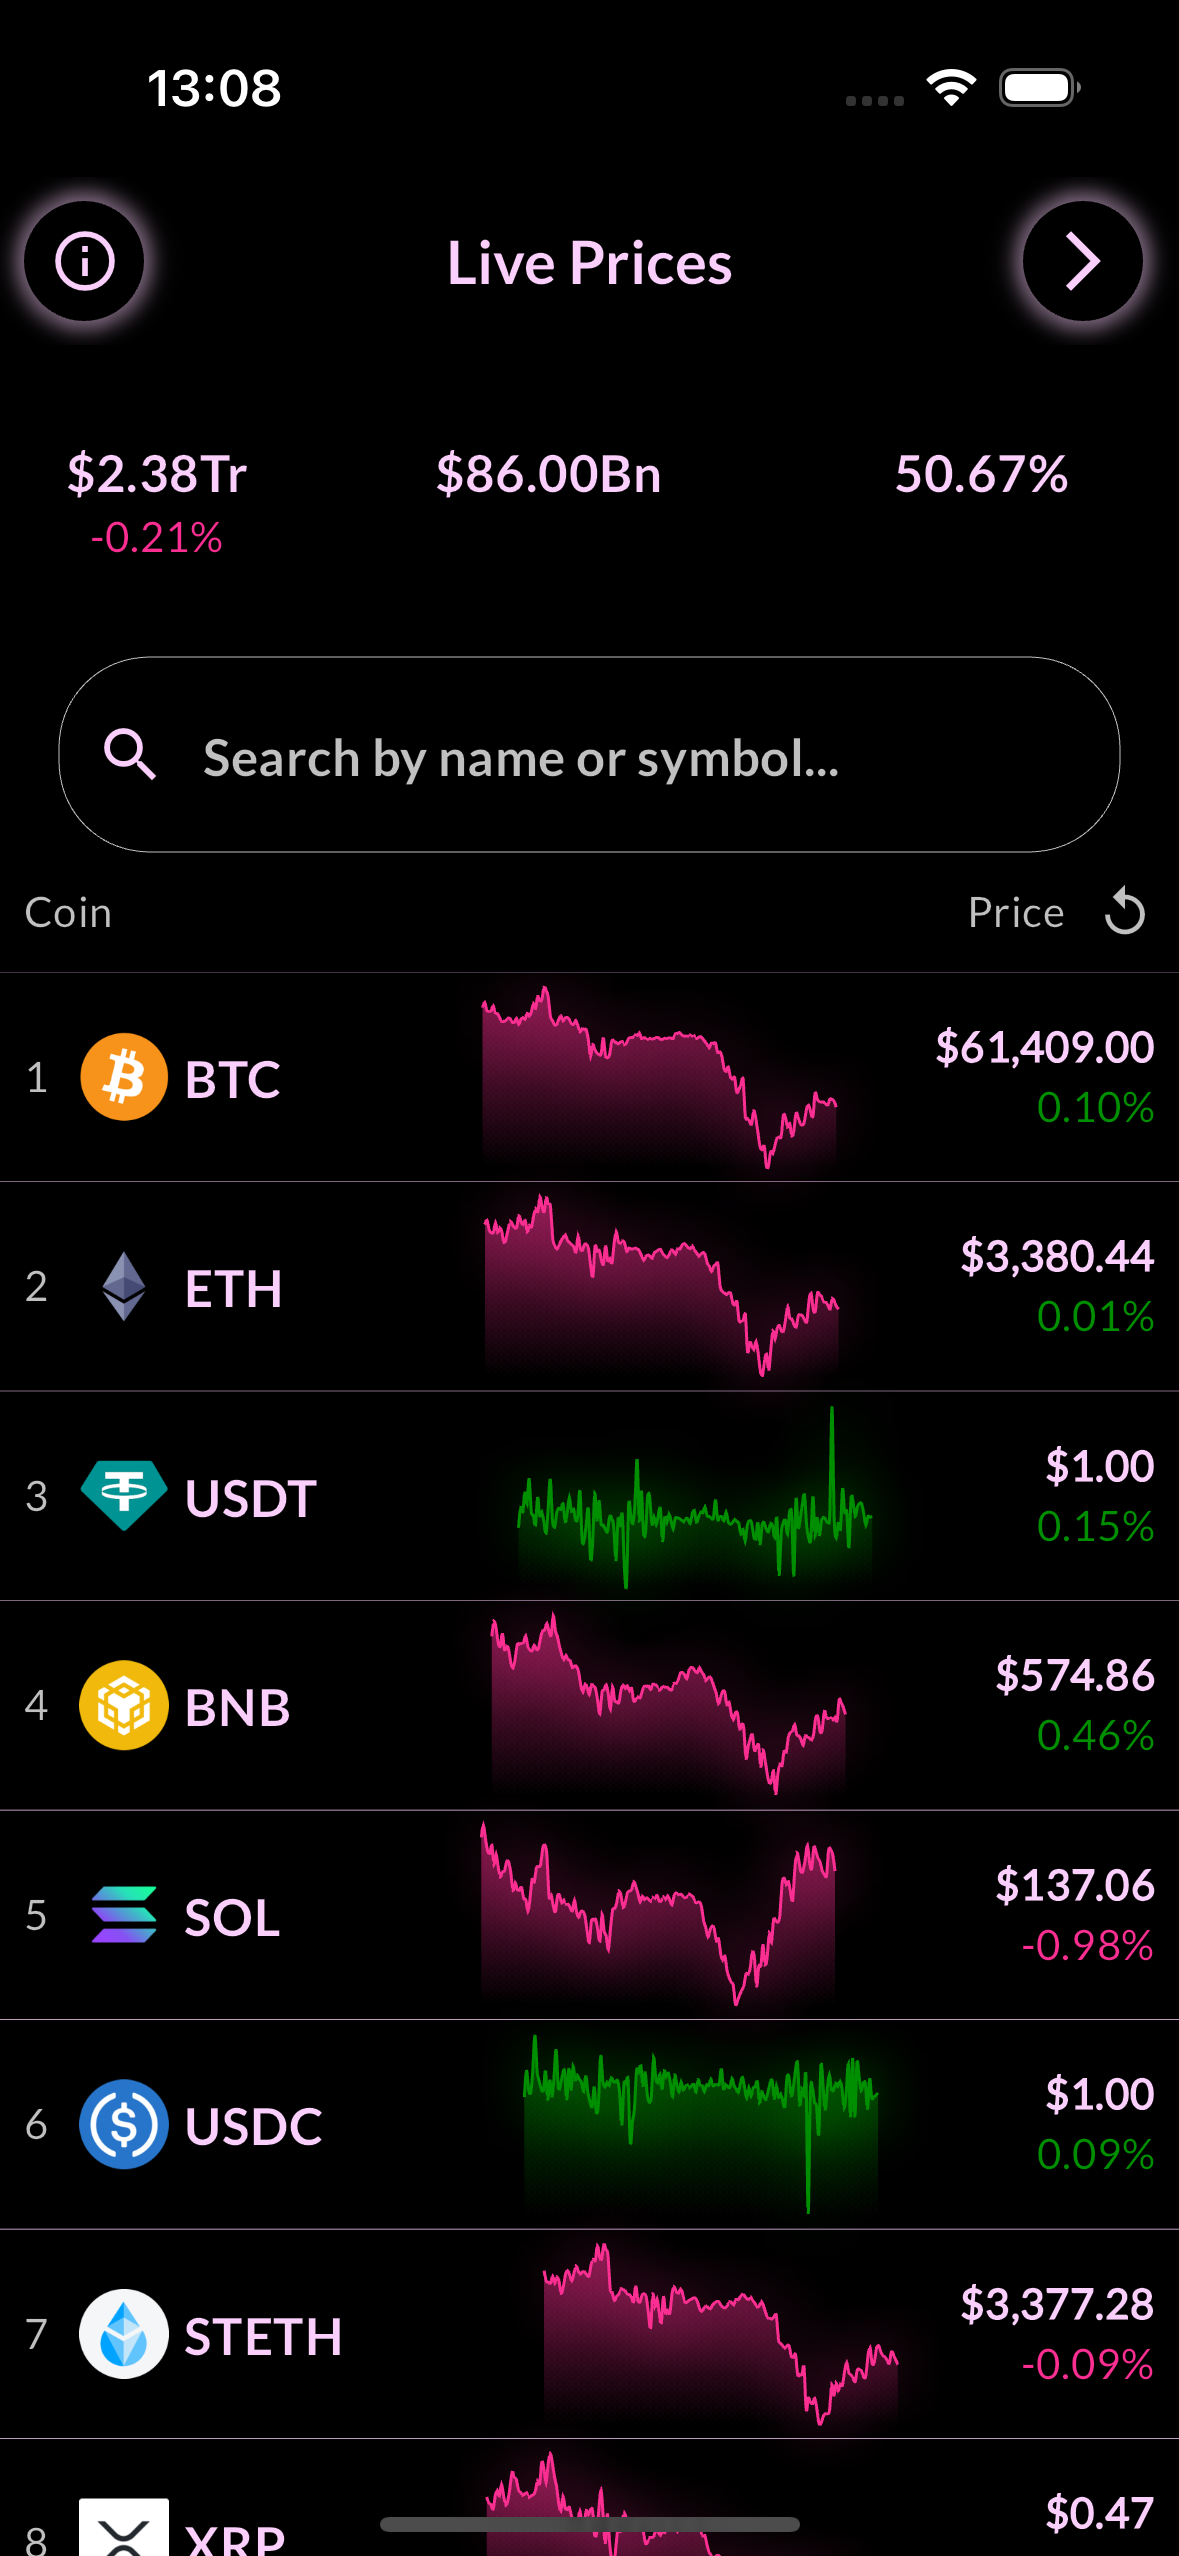 13:08
Live Prices
$2.38Tr $86.00Bn 50.67%
-0.21%
Search by name or symbol...
Coin Price
1 BTC $61,409.00
0.10%
2 ETH $3,380.44
0.01%
3 USDT $1.00
0.15%
4 BNB $574.86
0.46%
5 SOL $137.06
-0.98%
6 USDC $1.00
0.09%
7 STETH $3,377.28
-0.09%
8 XRP $0.47